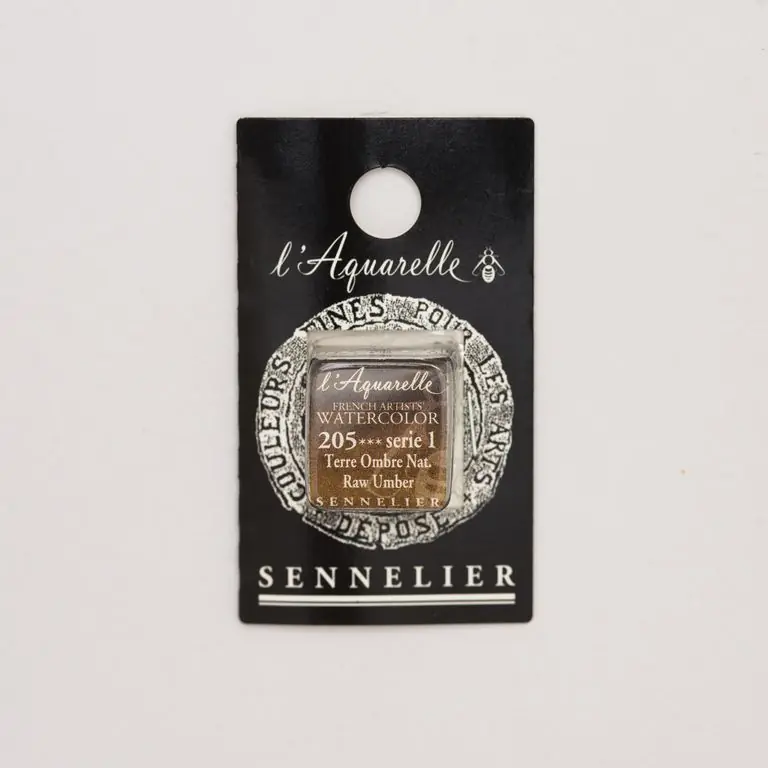 l'Aquarelle
COULEURS FINES POUR LES ARTS
DÉPOSÉ
l'Aquarelle
FRENCH ARTISTS'
WATERCOLOR
205*** serie 1
Terre Ombre Nat.
Raw Umber
SENNELIER
SENNELIER